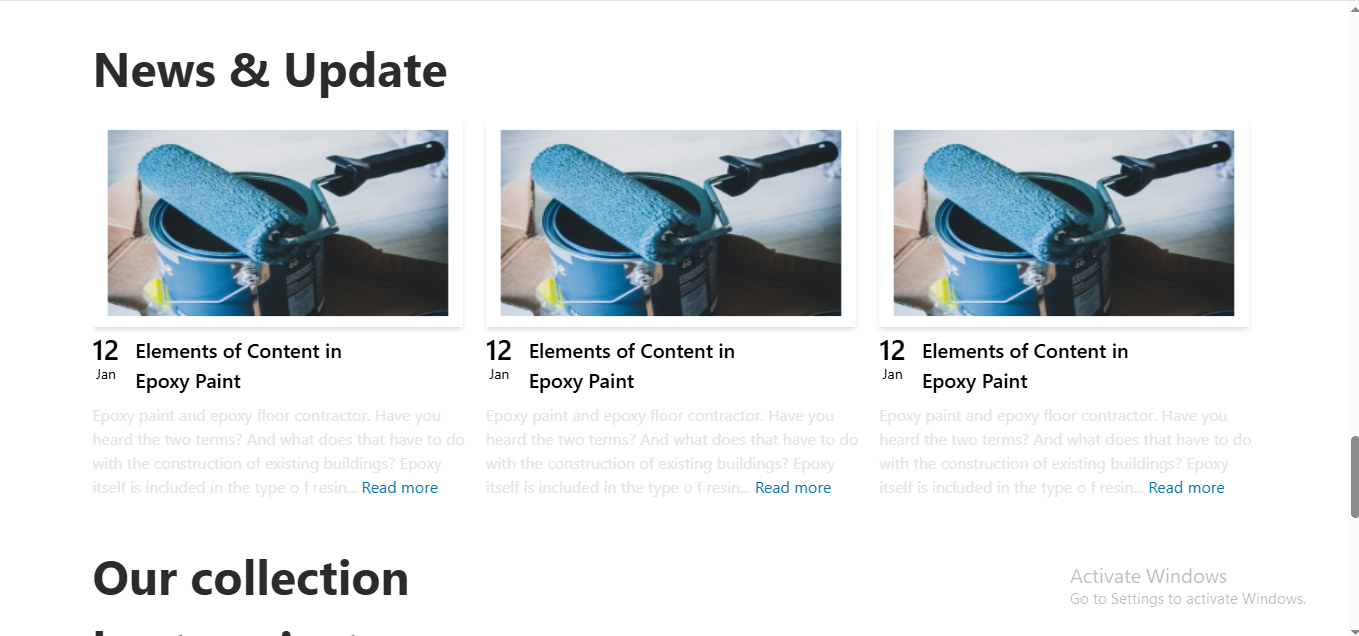 News & Update
12 Elements of Content in
Jan Epoxy Paint
Epoxy paint and epoxy floor contractor. Have you
heard the two terms? And what does that have to do
with the construction of existing buildings? Epoxy
itself is included in the type o f resin... Read more
12 Elements of Content in
Jan Epoxy Paint
Epoxy paint and epoxy floor contractor. Have you
heard the two terms? And what does that have to do
with the construction of existing buildings? Epoxy
itself is included in the type o f resin... Read more
12 Elements of Content in
Jan Epoxy Paint
Epoxy paint and epoxy floor contractor. Have you
heard the two terms? And what does that have to do
with the construction of existing buildings? Epoxy
itself is included in the type o f resin... Read more
Our collection
Activate Windows
Go to Settings to activate Windows.